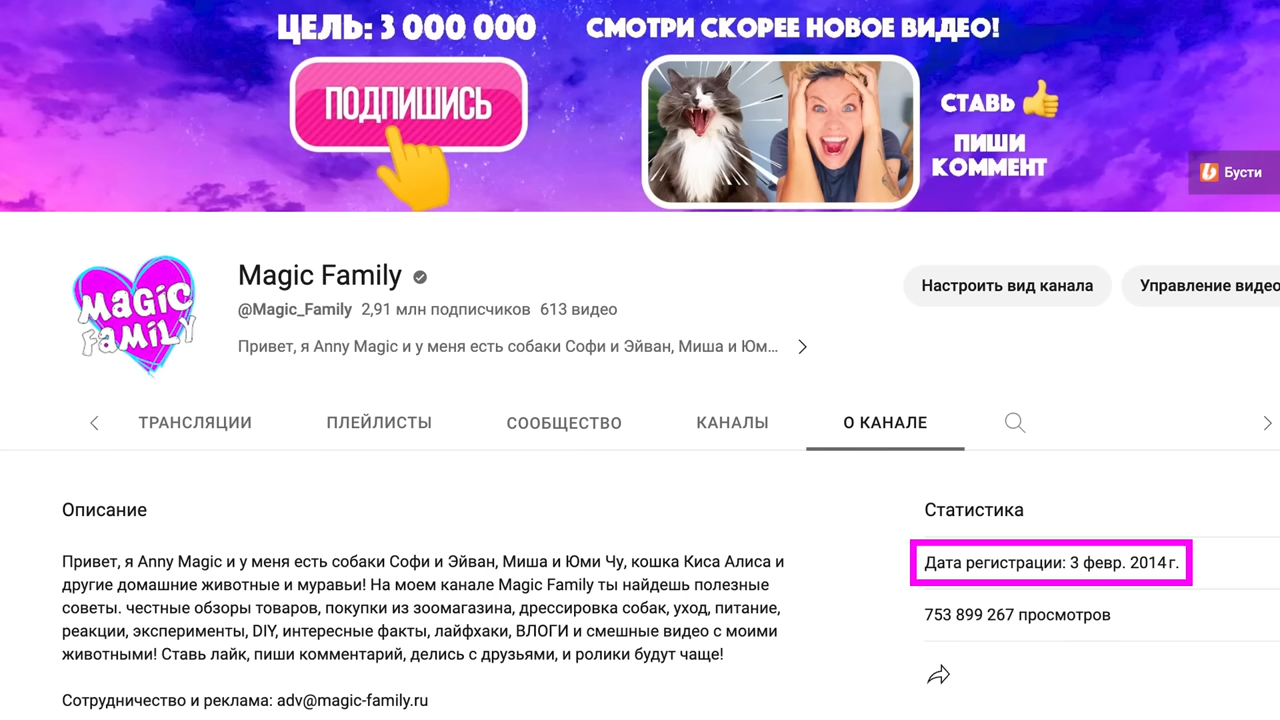 ЦЕЛЬ: 3 000 000
СМОТРИ СКОРЕЕ НОВОЕ ВИДЕО!
ПОДПИШИСЬ
СТАВЬ
ПИШИ
КОММЕНТ
Бусти
MAGIC
FAMILY
Magic Family
@Magic_Family 2,91 млн подписчиков 613 видео
Привет, я Anny Magic и у меня есть собаки Софи и Эйван, Миша и Юм...
Настроить вид канала
Управление видео
ТРАНСЛЯЦИИ
ПЛЕЙЛИСТЫ
СООБЩЕСТВО
КАНАЛЫ
О КАНАЛЕ
Описание
Привет, я Anny Magic и у меня есть собаки Софи и Эйван, Миша и Юми Чу, кошка Киса Алиса и
другие домашние животные и муравьи! На моем канале Magic Family ты найдешь полезные
советы. честные обзоры товаров, покупки из зоомагазина, дрессировка собак, уход, питание,
реакции, эксперименты, DIY, интересные факты, лайфхаки, ВЛОГИ и смешные видео с моими
животными! Ставь лайк, пиши комментарий, делись с друзьями, и ролики будут чаще!
Сотрудничество и реклама: adv@magic-family.ru
Статистика
Дата регистрации: 3 февр. 2014 г.
753 899 267 просмотров